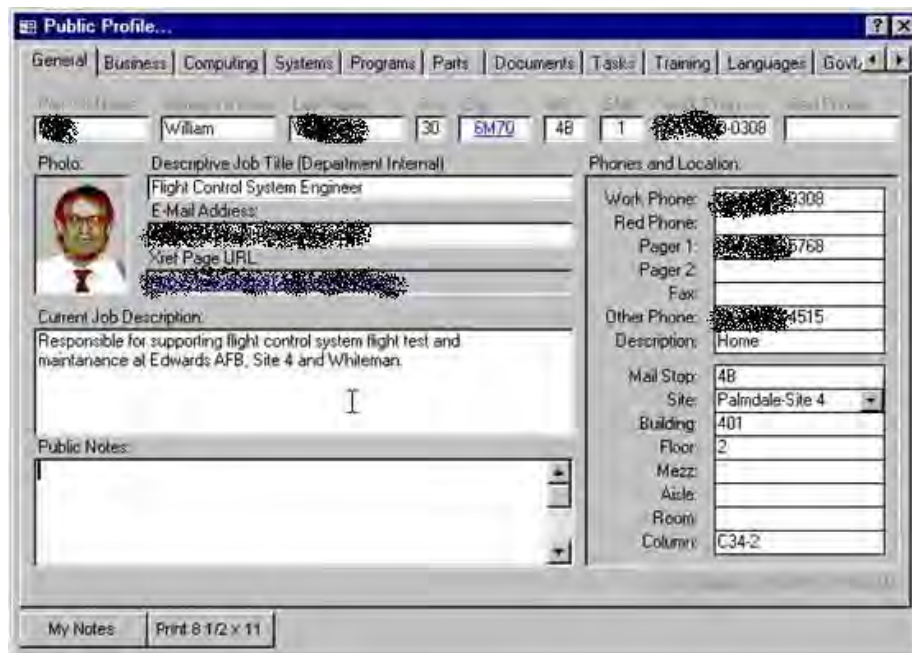 Public Profile...
General Business Computing Systems Programs Parts Documents Tasks Training Languages Govt.
William 30 6M70 4B 1 -0308
Photo: Descriptive Job Title (Department Internal) Phones and Location:
Flight Control System Engineer
E-Mail Address:
Xref Page URL
Work Phone: 0308
Red Phone:
Pager 1: 5768
Pager 2:
Fax:
Other Phone: 4515
Description: Home
Current Job Description:
Responsible for supporting flight control system flight test and
maintanance at Edwards AFB, Site 4 and Whiteman.
Mail Stop: 4B
Site: Palmdale-Site 4
Building: 401
Floor: 2
Mezz:
Aisle:
Room:
Column: C34-2
Public Notes:
My Notes Print 8 1/2 x 11